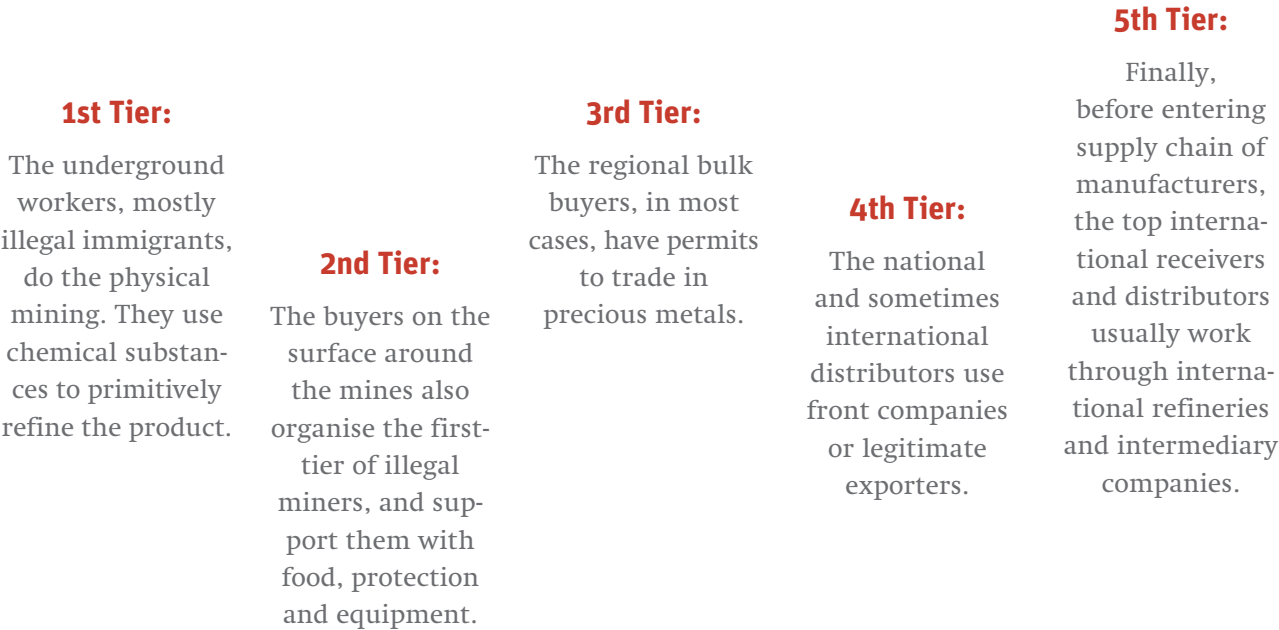 1st Tier:
The underground
workers, mostly
illegal immigrants,
do the physical
mining. They use
chemical substan-
ces to primitively
refine the product.
2nd Tier:
The buyers on the
surface around
the mines also
organise the first-
tier of illegal
miners, and sup-
port them with
food, protection
and equipment.
3rd Tier:
The regional bulk
buyers, in most
cases, have permits
to trade in
precious metals.
4th Tier:
The national
and sometimes
international
distributors use
front companies
or legitimate
exporters.
5th Tier:
Finally,
before entering
supply chain of
manufacturers,
the top interna-
tional receivers
and distributors
usually work
through interna-
tional refineries
and intermediary
companies.